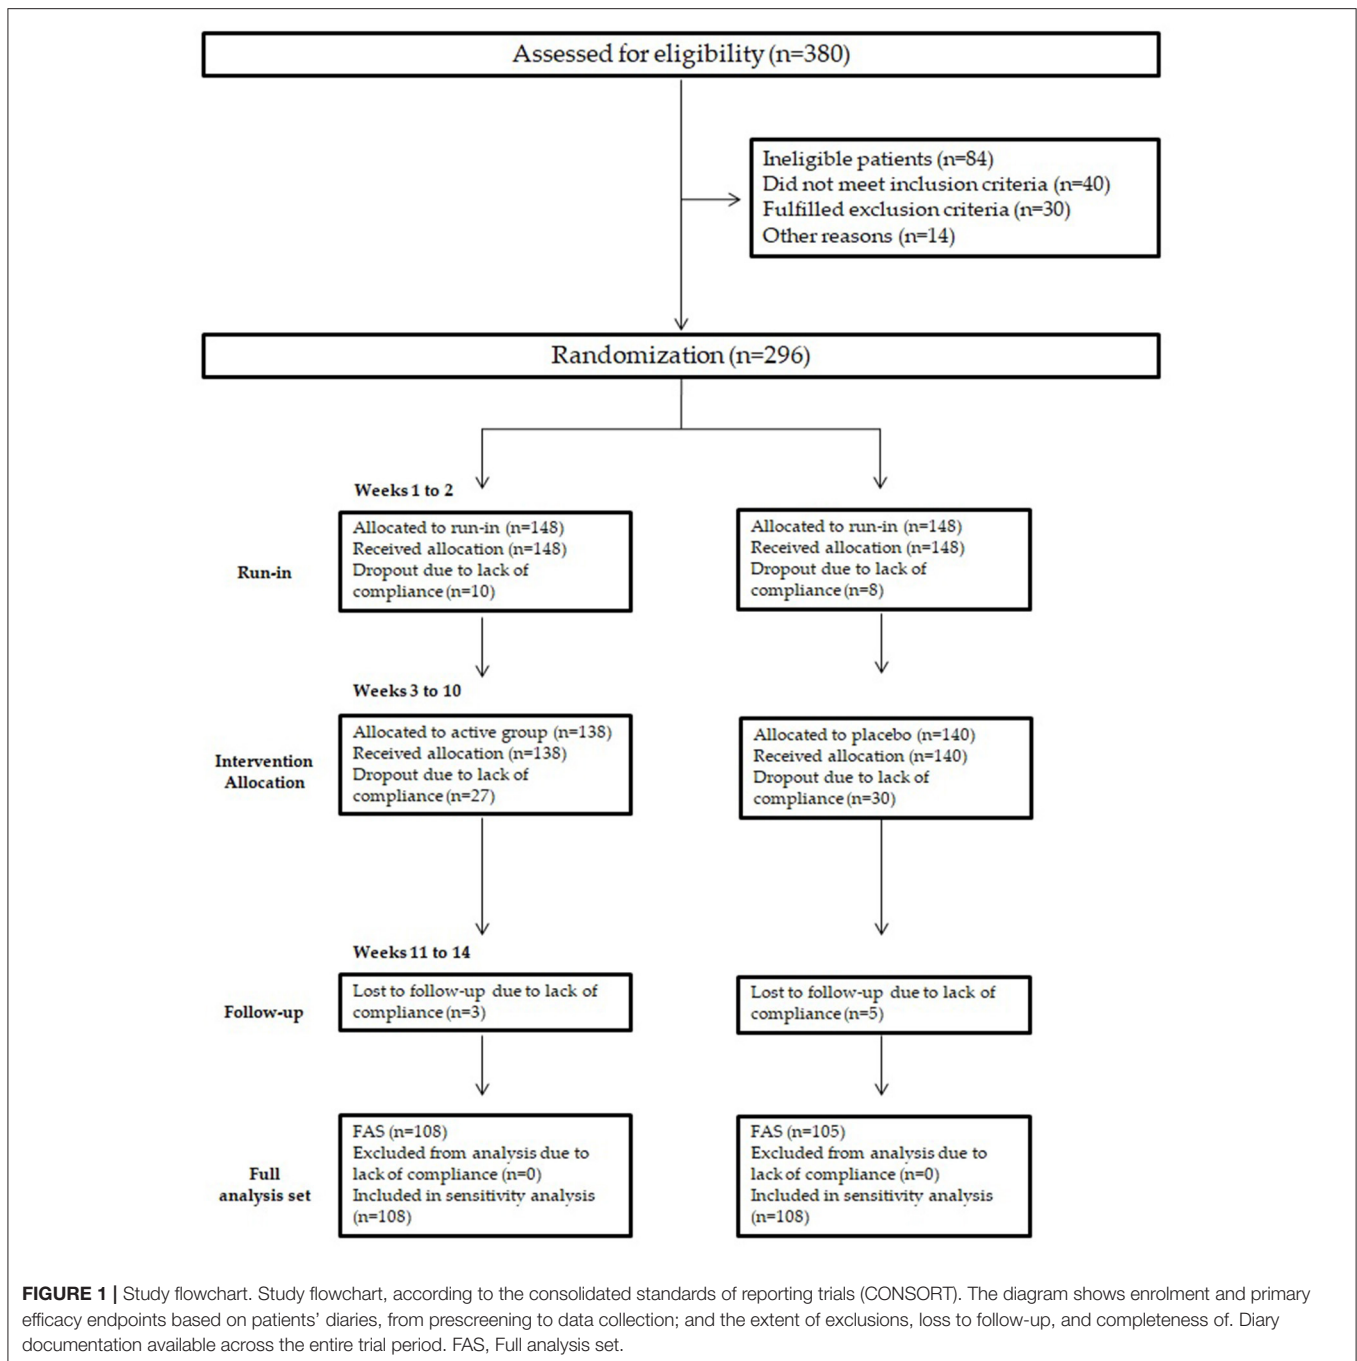 Assessed for eligibility (n=380)
Ineligible patients (n=84)
Did not meet inclusion criteria (n=40)
Fulfilled exclusion criteria (n=30)
Other reasons (n=14)
Randomization (n=296)
Weeks 1 to 2
Run-in
Allocated to run-in (n=148)
Received allocation (n=148)
Dropout due to lack of
compliance (n=10)
Allocated to run-in (n=148)
Received allocation (n=148)
Dropout due to lack of
compliance (n=8)
Weeks 3 to 10
Intervention
Allocation
Allocated to active group (n=138)
Received allocation (n=138)
Dropout due to lack of
compliance (n=27)
Allocated to placebo (n=140)
Received allocation (n=140)
Dropout due to lack of
compliance (n=30)
Weeks 11 to 14
Follow-up
Lost to follow-up due to lack of
compliance (n=3)
Lost to follow-up due to lack of
compliance (n=5)
Full
analysis set
FAS (n=108)
Excluded from analysis due to
lack of compliance (n=0)
Included in sensitivity analysis
(n=108)
FAS (n=105)
Excluded from analysis due to
lack of compliance (n=0)
Included in sensitivity analysis
(n=108)
FIGURE 1 | Study flowchart. Study flowchart, according to the consolidated standards of reporting trials (CONSORT). The diagram shows enrolment and primary
efficacy endpoints based on patients' diaries, from prescreening to data collection; and the extent of exclusions, loss to follow-up, and completeness of. Diary
documentation available across the entire trial period. FAS, Full analysis set.